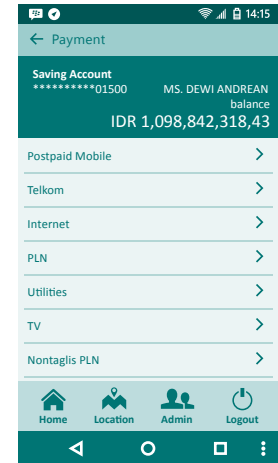 14:15
Payment
Saving Account
**********01500 MS. DEWI ANDREAN
balance
IDR 1,098,842,318,43
Postpaid Mobile
Telkom
Internet
PLN
Utilities
TV
Nontaglis PLN
Home Location Admin Logout